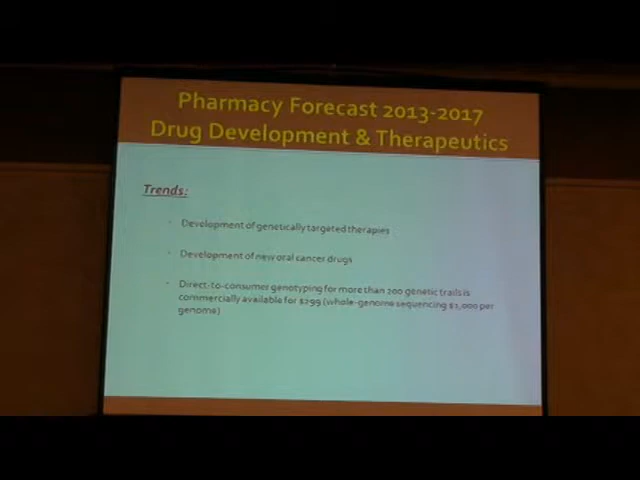 Pharmacy Forecast 2013-2017
Drug Development & Therapeutics
Trends:
· Development of genetically targeted therapies
· Development of new oral cancer drugs
· Direct-to-consumer genotyping for more than 200 genetic trails is
commercially available for $299 (whole-genome sequencing $1,000 per
genome)